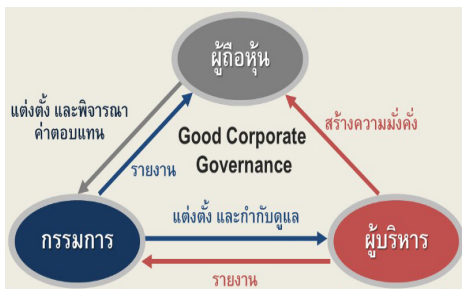 ผู้ถือหุ้น
แต่งตั้ง และพิจารณา
ค่าตอบแทน
สร้างความมั่งคั่ง
Good Corporate
Governance
รายงาน
กรรมการ
แต่งตั้ง และกำกับดูแล
ผู้บริหาร
รายงาน